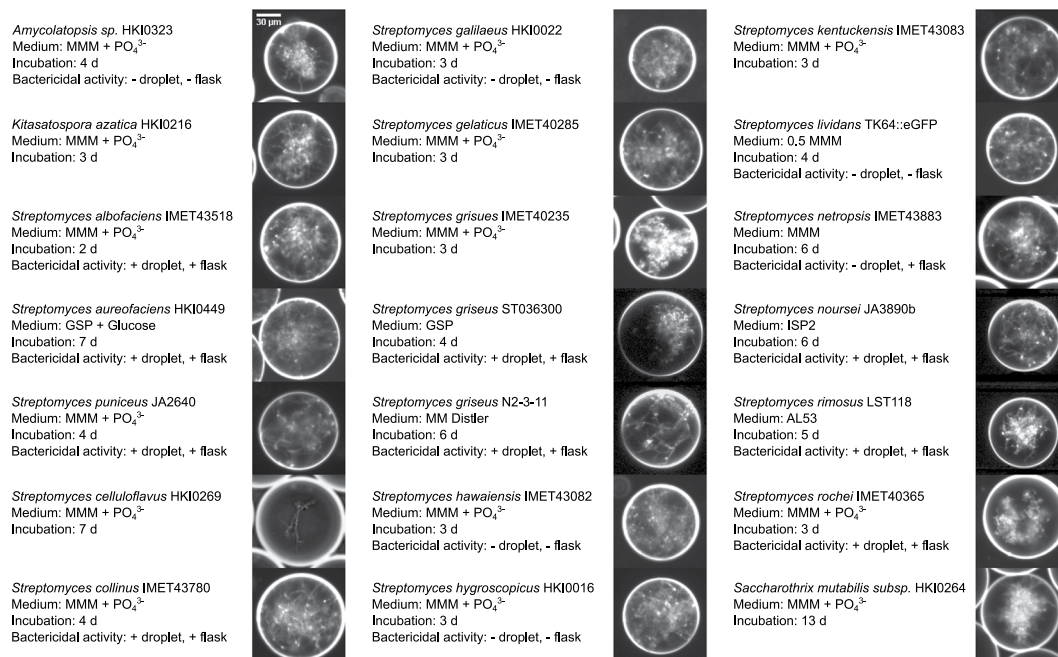 Amycolatopsis sp. HKI0323
Medium: MMM + PO₄³⁻
Incubation: 4 d
Bactericidal activity: - droplet, - flask
30 µm
Kitasatospora azatica HKI0216
Medium: MMM + PO₄³⁻
Incubation: 3 d
Streptomyces albofaciens IMET43518
Medium: MMM + PO₄³⁻
Incubation: 2 d
Bactericidal activity: + droplet, + flask
Streptomyces aureofaciens HKI0449
Medium: GSP + Glucose
Incubation: 7 d
Bactericidal activity: + droplet, + flask
Streptomyces puniceus JA2640
Medium: MMM + PO₄³⁻
Incubation: 4 d
Bactericidal activity: + droplet, + flask
Streptomyces celluloflavus HKI0269
Medium: MMM + PO₄³⁻
Incubation: 7 d
Streptomyces collinus IMET43780
Medium: MMM + PO₄³⁻
Incubation: 4 d
Bactericidal activity: + droplet, + flask
Streptomyces galilaeus HKI0022
Medium: MMM + PO₄³⁻
Incubation: 3 d
Bactericidal activity: - droplet, - flask
Streptomyces gelaticus IMET40285
Medium: MMM + PO₄³⁻
Incubation: 3 d
Streptomyces grisues IMET40235
Medium: MMM + PO₄³⁻
Incubation: 3 d
Streptomyces griseus ST036300
Medium: GSP
Incubation: 4 d
Bactericidal activity: + droplet, + flask
Streptomyces griseus N2-3-11
Medium: MM Distler
Incubation: 6 d
Bactericidal activity: + droplet, + flask
Streptomyces hawaiensis IMET43082
Medium: MMM + PO₄³⁻
Incubation: 3 d
Bactericidal activity: - droplet, - flask
Streptomyces hygroscopicus HKI0016
Medium: MMM + PO₄³⁻
Incubation: 3 d
Bactericidal activity: - droplet, - flask
Streptomyces kentuckensis IMET43083
Medium: MMM + PO₄³⁻
Incubation: 3 d
Streptomyces lividans TK64::eGFP
Medium: 0.5 MMM
Incubation: 4 d
Bactericidal activity: - droplet, - flask
Streptomyces netropsis IMET43883
Medium: MMM
Incubation: 6 d
Bactericidal activity: - droplet, + flask
Streptomyces noursei JA3890b
Medium: ISP2
Incubation: 6 d
Bactericidal activity: + droplet, + flask
Streptomyces rimosus LST118
Medium: AL53
Incubation: 5 d
Bactericidal activity: + droplet, + flask
Streptomyces rochei IMET40365
Medium: MMM + PO₄³⁻
Incubation: 3 d
Bactericidal activity: + droplet, + flask
Saccharothrix mutabilis subsp. HKI0264
Medium: MMM + PO₄³⁻
Incubation: 13 d